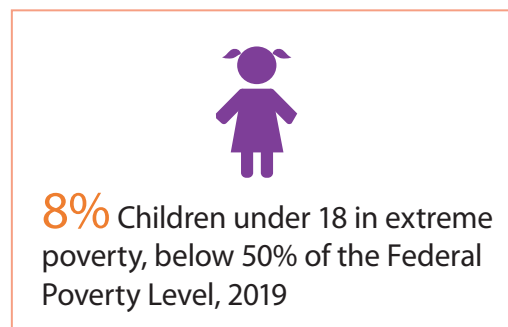 8% Children under 18 in extreme
poverty, below 50% of the Federal
Poverty Level, 2019